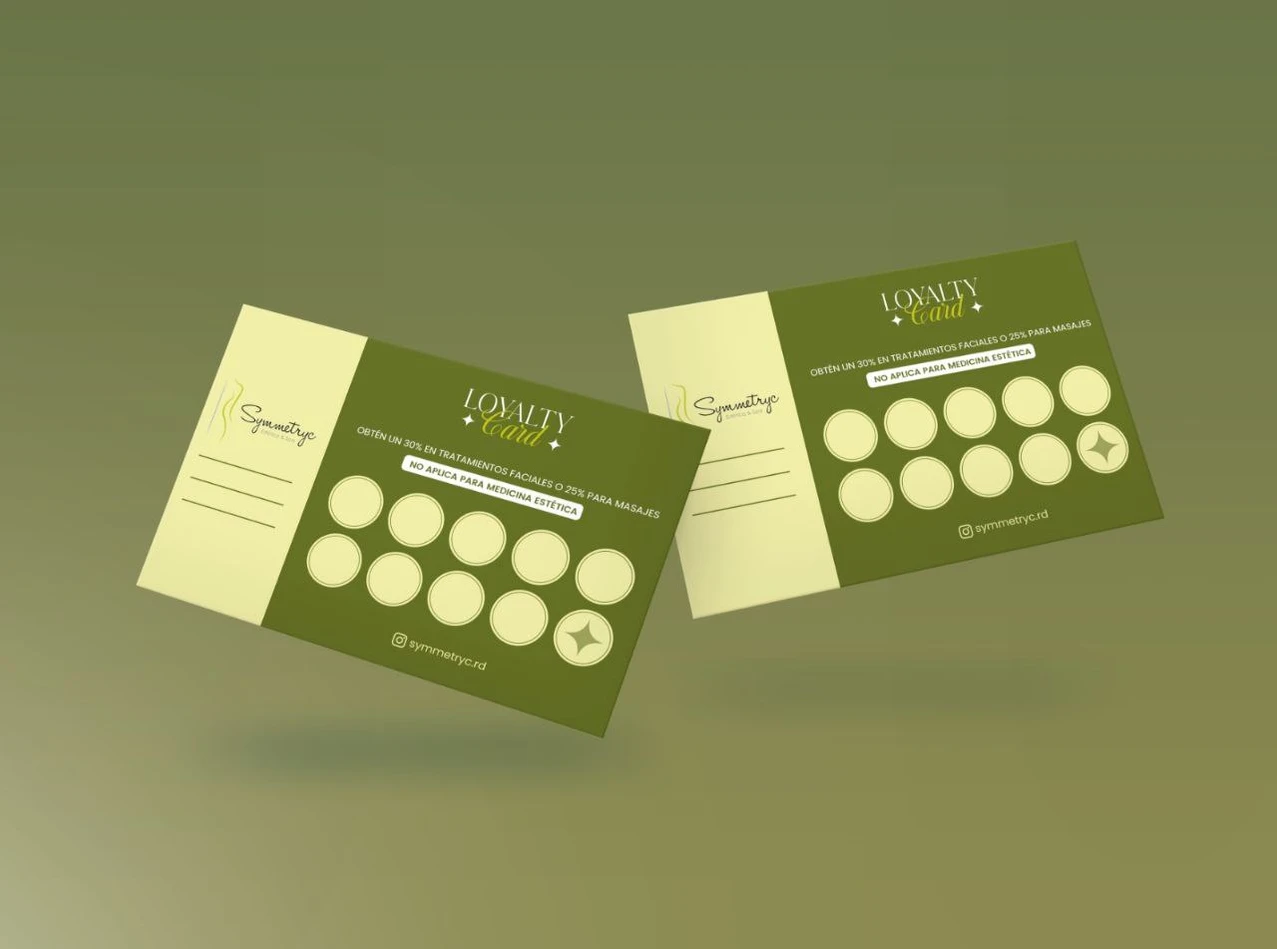 Symmetryc
LOYALTY
Card
OBTÉN UN 30% EN TRATAMIENTOS FACIALES O 25% PARA MASAJES
NO APLICA PARA MEDICINA ESTÉTICA
symmetryc.rd
Symmetryc
LOYALTY
Card
OBTÉN UN 30% EN TRATAMIENTOS FACIALES O 25% PARA MASAJES
NO APLICA PARA MEDICINA ESTÉTICA
symmetryc.rd